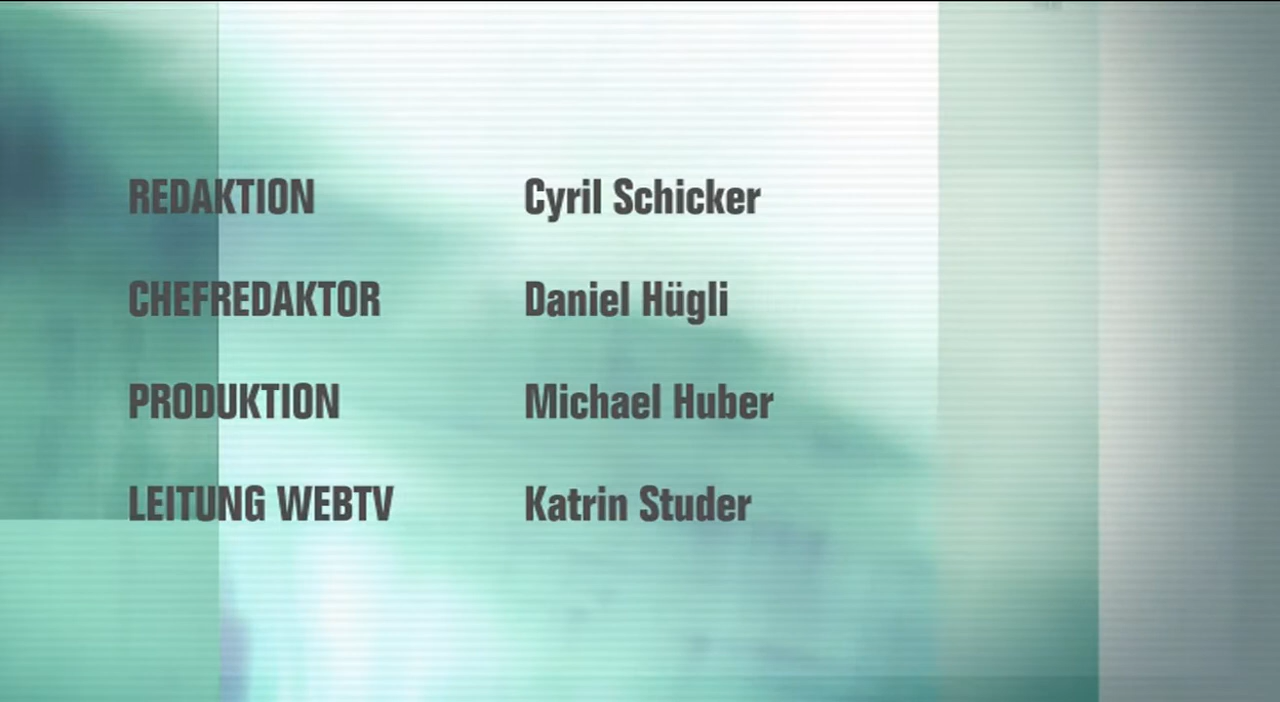 REDAKTION Cyril Schicker
CHEFREDAKTOR Daniel Hügli
PRODUKTION Michael Huber
LEITUNG WEBTV Katrin Studer